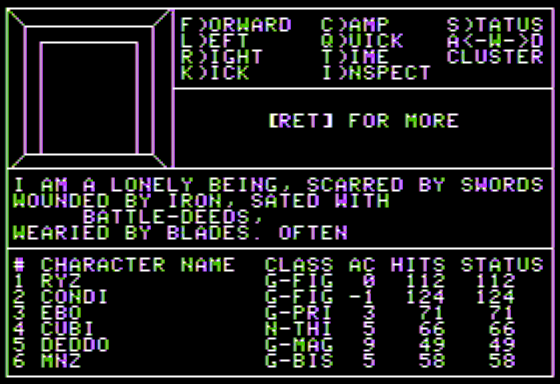 F)ORWARD C)AMP S)TATUS
L)EFT Q)UICK A<-W->D
R)IGHT T)IME CLUSTER
K)ICK I)NSPECT
[RET] FOR MORE
I AM A LONELY BEING, SCARRED BY SWORDS
WOUNDED BY IRON, SATED WITH
BATTLE-DEEDS,
WEARIED BY BLADES. OFTEN
# CHARACTER NAME CLASS AC HITS STATUS
1 RYZ G-FIG 0 112 112
2 CONDI G-FIG -1 124 124
3 EBO G-PRI 3 71 71
4 CUBI N-THI 5 66 66
5 DEDDO G-MAG 9 49 49
6 MNZ G-BIS 5 58 58